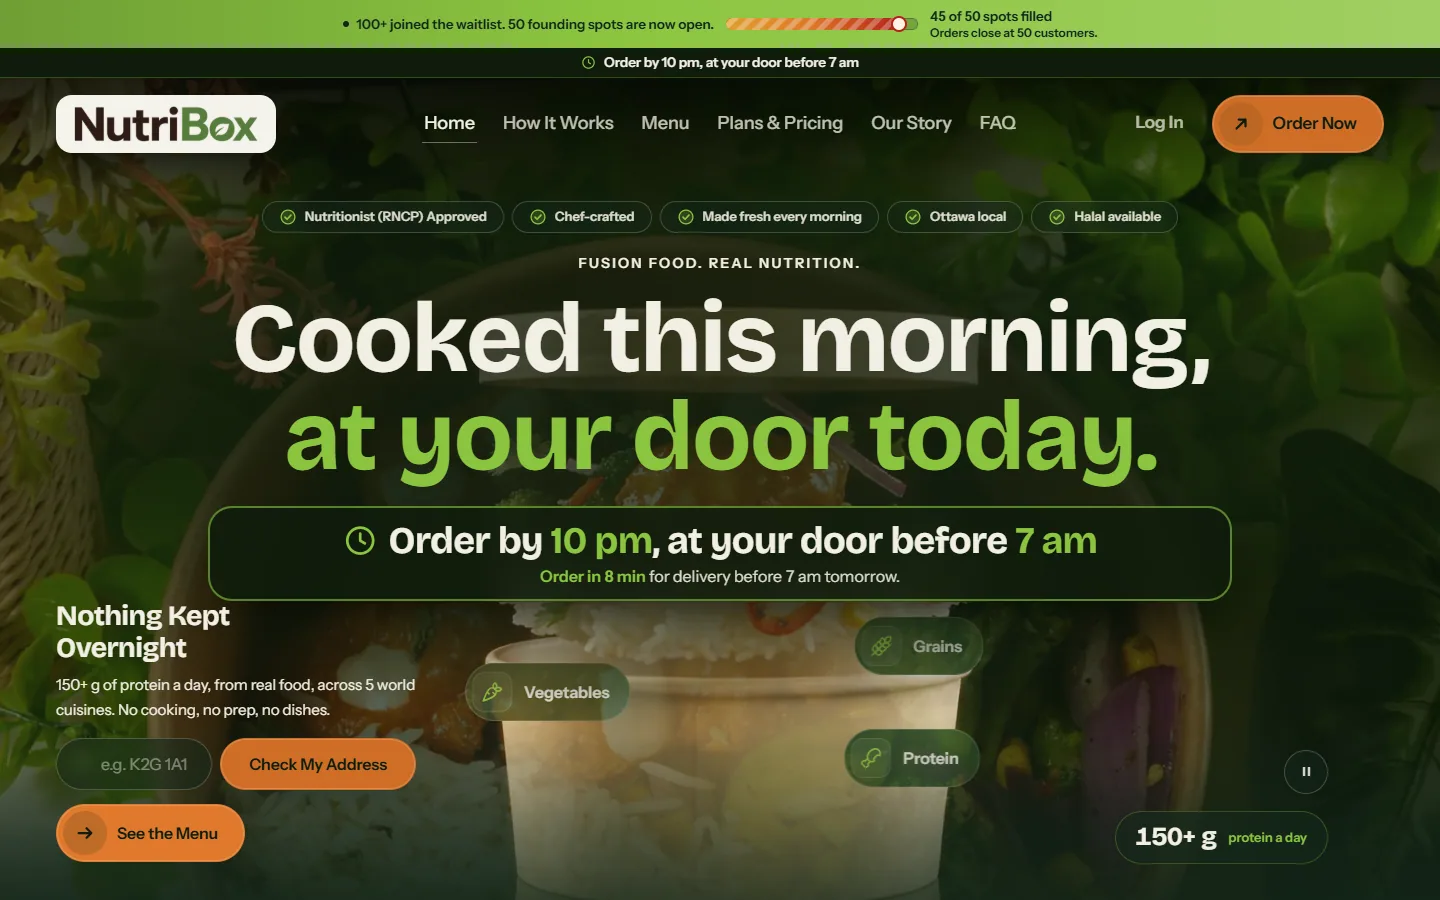 100+ joined the waitlist. 50 founding spots are now open.
45 of 50 spots filled
Orders close at 50 customers.
Order by 10 pm, at your door before 7 am
NutriBox
Home
How It Works
Menu
Plans & Pricing
Our Story
FAQ
Log In
Order Now
Nutritionist (RNCP) Approved
Chef-crafted
Made fresh every morning
Ottawa local
Halal available
FUSION FOOD. REAL NUTRITION.
Cooked this morning,
at your door today.
Order by 10 pm, at your door before 7 am
Order in 8 min for delivery before 7 am tomorrow.
Nothing Kept
Overnight
150+ g of protein a day, from real food, across 5 world
cuisines. No cooking, no prep, no dishes.
e.g. K2G 1A1
Check My Address
See the Menu
Vegetables
Grains
Protein
150+ g protein a day